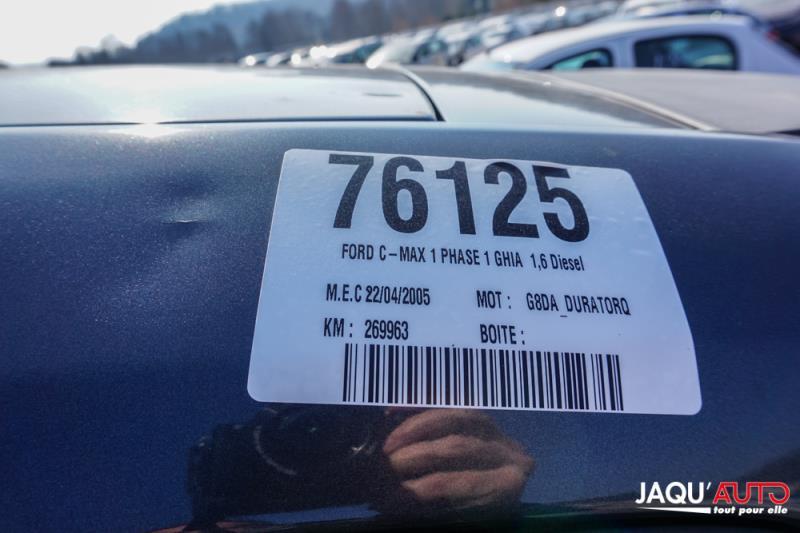 76125
FORD C-MAX 1 PHASE 1 GHIA 1,6 Diesel
M.E.C 22/04/2005 MOT : G8DA_DURATORQ
KM : 269963 BOITE :
JAQU'AUTO
tout pour elle